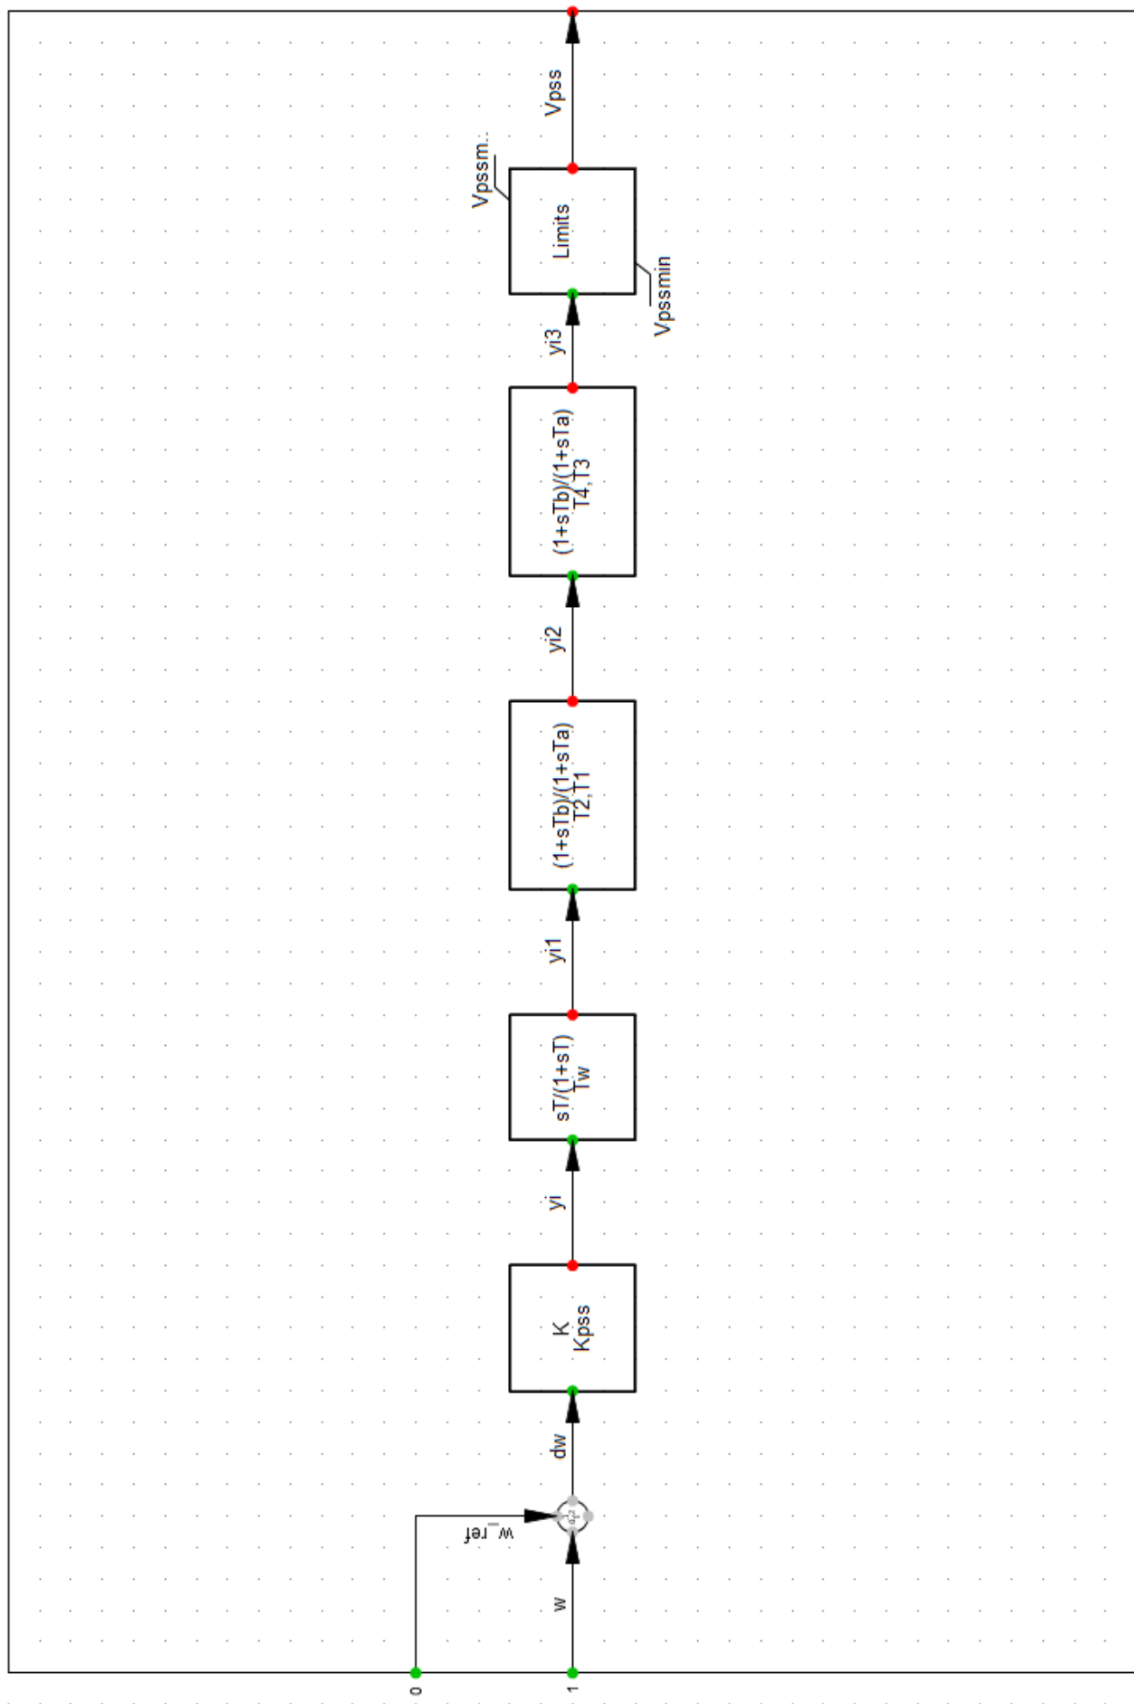 0
1
w_ref
w
dw
K
Kpss
yi
sT/(1+sT)
Tw
yi1
(1+sTb)/(1+sTa)
T2,T1
yi2
(1+sTb)/(1+sTa)
T4,T3
yi3
Vpssm..
Limits
Vpssmin
Vpss